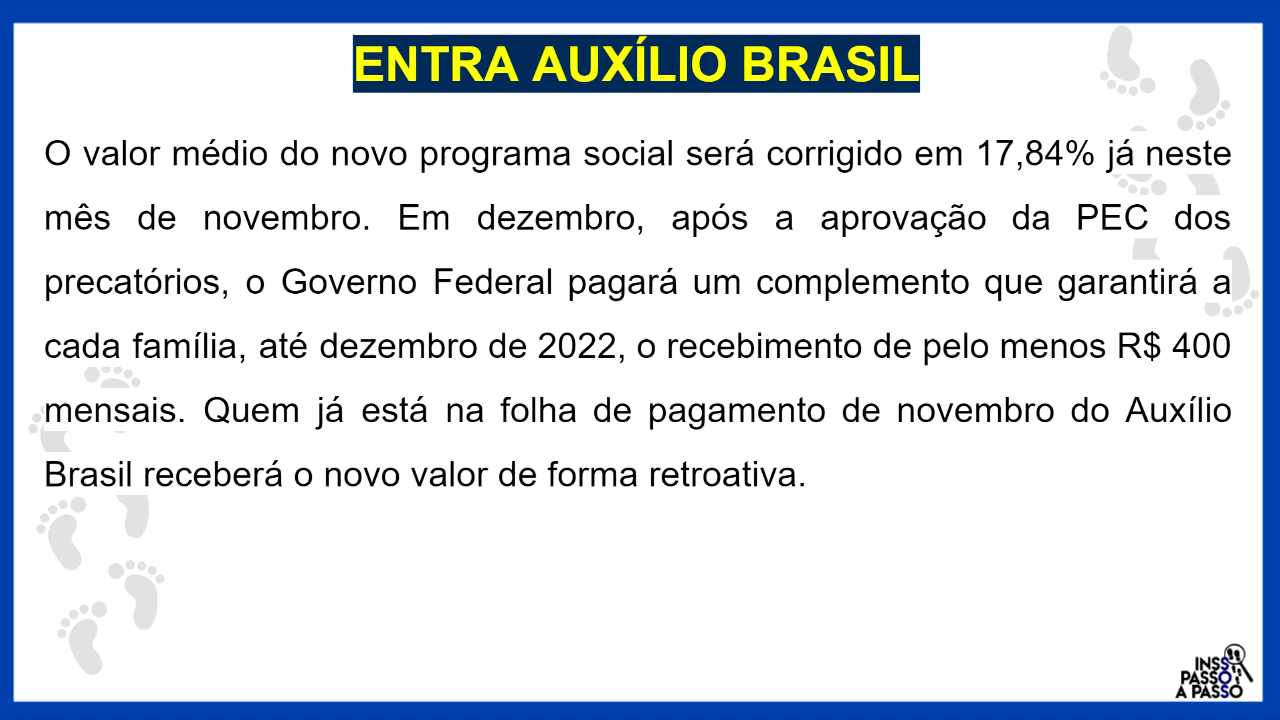 ENTRA AUXÍLIO BRASIL
O valor médio do novo programa social será corrigido em 17,84% já neste
mês de novembro. Em dezembro, após a aprovação da PEC dos
precatórios, o Governo Federal pagará um complemento que garantirá a
cada família, até dezembro de 2022, o recebimento de pelo menos R$ 400
mensais. Quem já está na folha de pagamento de novembro do Auxílio
Brasil receberá o novo valor de forma retroativa.
INSS
PASSO
A PASSO